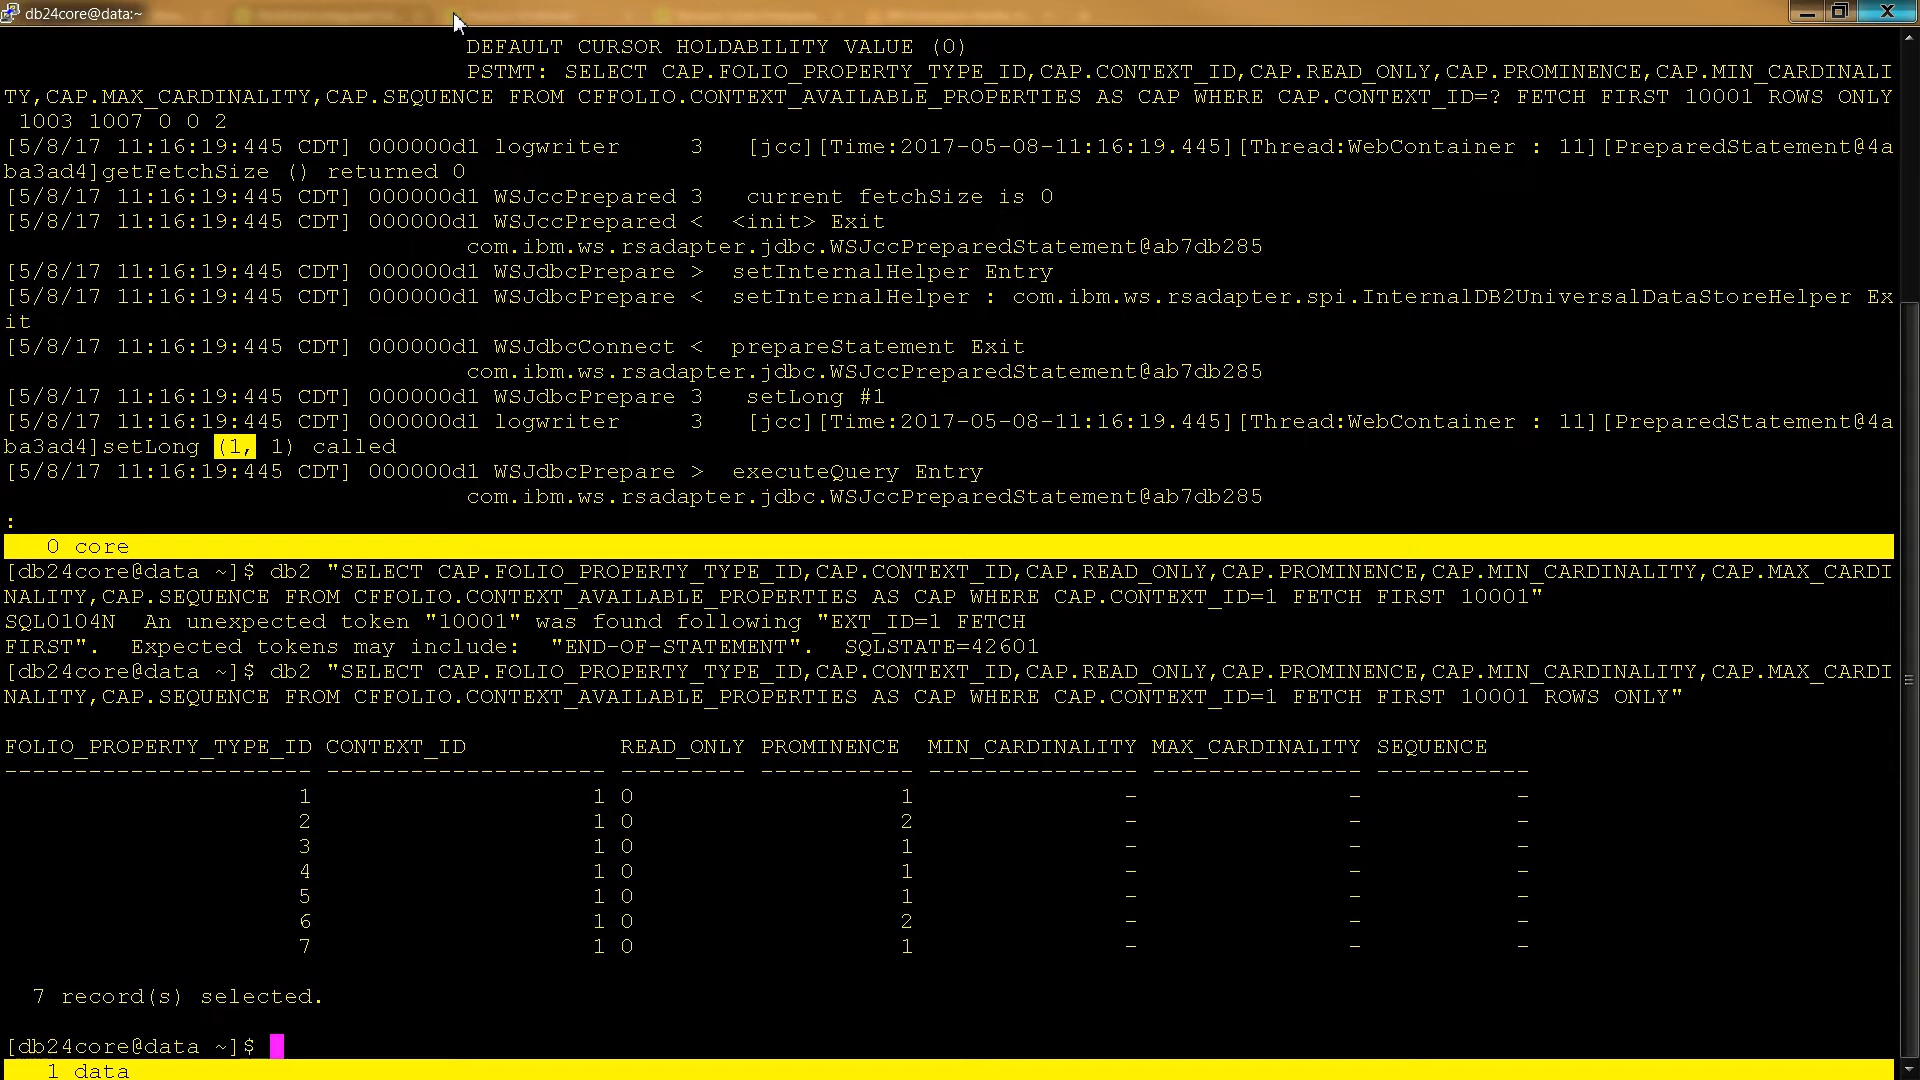 db24core@data:~
DEFAULT CURSOR HOLDABILITY VALUE (0)
PSTMT: SELECT CAP.FOLIO_PROPERTY_TYPE_ID,CAP.CONTEXT_ID,CAP.READ_ONLY,CAP.PROMINENCE,CAP.MIN_CARDINALI
TY,CAP.MAX_CARDINALITY,CAP.SEQUENCE FROM CFFOLIO.CONTEXT_AVAILABLE_PROPERTIES AS CAP WHERE CAP.CONTEXT_ID=? FETCH FIRST 10001 ROWS ONLY
1003 1007 0 0 2
[5/8/17 11:16:19:445 CDT] 000000d1 logwriter     3   [jcc][Time:2017-05-08-11:16:19.445][Thread:WebContainer : 11][PreparedStatement@4a
ba3ad4]getFetchSize () returned 0
[5/8/17 11:16:19:445 CDT] 000000d1 WSJccPrepared 3   current fetchSize is 0
[5/8/17 11:16:19:445 CDT] 000000d1 WSJccPrepared <  <init> Exit
com.ibm.ws.rsadapter.jdbc.WSJccPreparedStatement@ab7db285
[5/8/17 11:16:19:445 CDT] 000000d1 WSJdbcPrepare >  setInternalHelper Entry
[5/8/17 11:16:19:445 CDT] 000000d1 WSJdbcPrepare <  setInternalHelper : com.ibm.ws.rsadapter.spi.InternalDB2UniversalDataStoreHelper Ex
it
[5/8/17 11:16:19:445 CDT] 000000d1 WSJdbcConnect <  prepareStatement Exit
com.ibm.ws.rsadapter.jdbc.WSJccPreparedStatement@ab7db285
[5/8/17 11:16:19:445 CDT] 000000d1 WSJdbcPrepare 3   setLong #1
[5/8/17 11:16:19:445 CDT] 000000d1 logwriter     3   [jcc][Time:2017-05-08-11:16:19.445][Thread:WebContainer : 11][PreparedStatement@4a
ba3ad4]setLong (1, 1) called
[5/8/17 11:16:19:445 CDT] 000000d1 WSJdbcPrepare >  executeQuery Entry
com.ibm.ws.rsadapter.jdbc.WSJccPreparedStatement@ab7db285
:
0 core
[db24core@data ~]$ db2 "SELECT CAP.FOLIO_PROPERTY_TYPE_ID,CAP.CONTEXT_ID,CAP.READ_ONLY,CAP.PROMINENCE,CAP.MIN_CARDINALITY,CAP.MAX_CARDI
NALITY,CAP.SEQUENCE FROM CFFOLIO.CONTEXT_AVAILABLE_PROPERTIES AS CAP WHERE CAP.CONTEXT_ID=1 FETCH FIRST 10001"
SQL0104N  An unexpected token "10001" was found following "EXT_ID=1 FETCH
FIRST".  Expected tokens may include:  "END-OF-STATEMENT".  SQLSTATE=42601
[db24core@data ~]$ db2 "SELECT CAP.FOLIO_PROPERTY_TYPE_ID,CAP.CONTEXT_ID,CAP.READ_ONLY,CAP.PROMINENCE,CAP.MIN_CARDINALITY,CAP.MAX_CARDI
NALITY,CAP.SEQUENCE FROM CFFOLIO.CONTEXT_AVAILABLE_PROPERTIES AS CAP WHERE CAP.CONTEXT_ID=1 FETCH FIRST 10001 ROWS ONLY"
FOLIO_PROPERTY_TYPE_ID CONTEXT_ID           READ_ONLY PROMINENCE  MIN_CARDINALITY MAX_CARDINALITY SEQUENCE
---------------------- -------------------- --------- ----------- --------------- --------------- -----------
1                    1 0                   1               -               -           -
2                    1 0                   2               -               -           -
3                    1 0                   1               -               -           -
4                    1 0                   1               -               -           -
5                    1 0                   1               -               -           -
6                    1 0                   2               -               -           -
7                    1 0                   1               -               -           -
7 record(s) selected.
[db24core@data ~]$
1 data